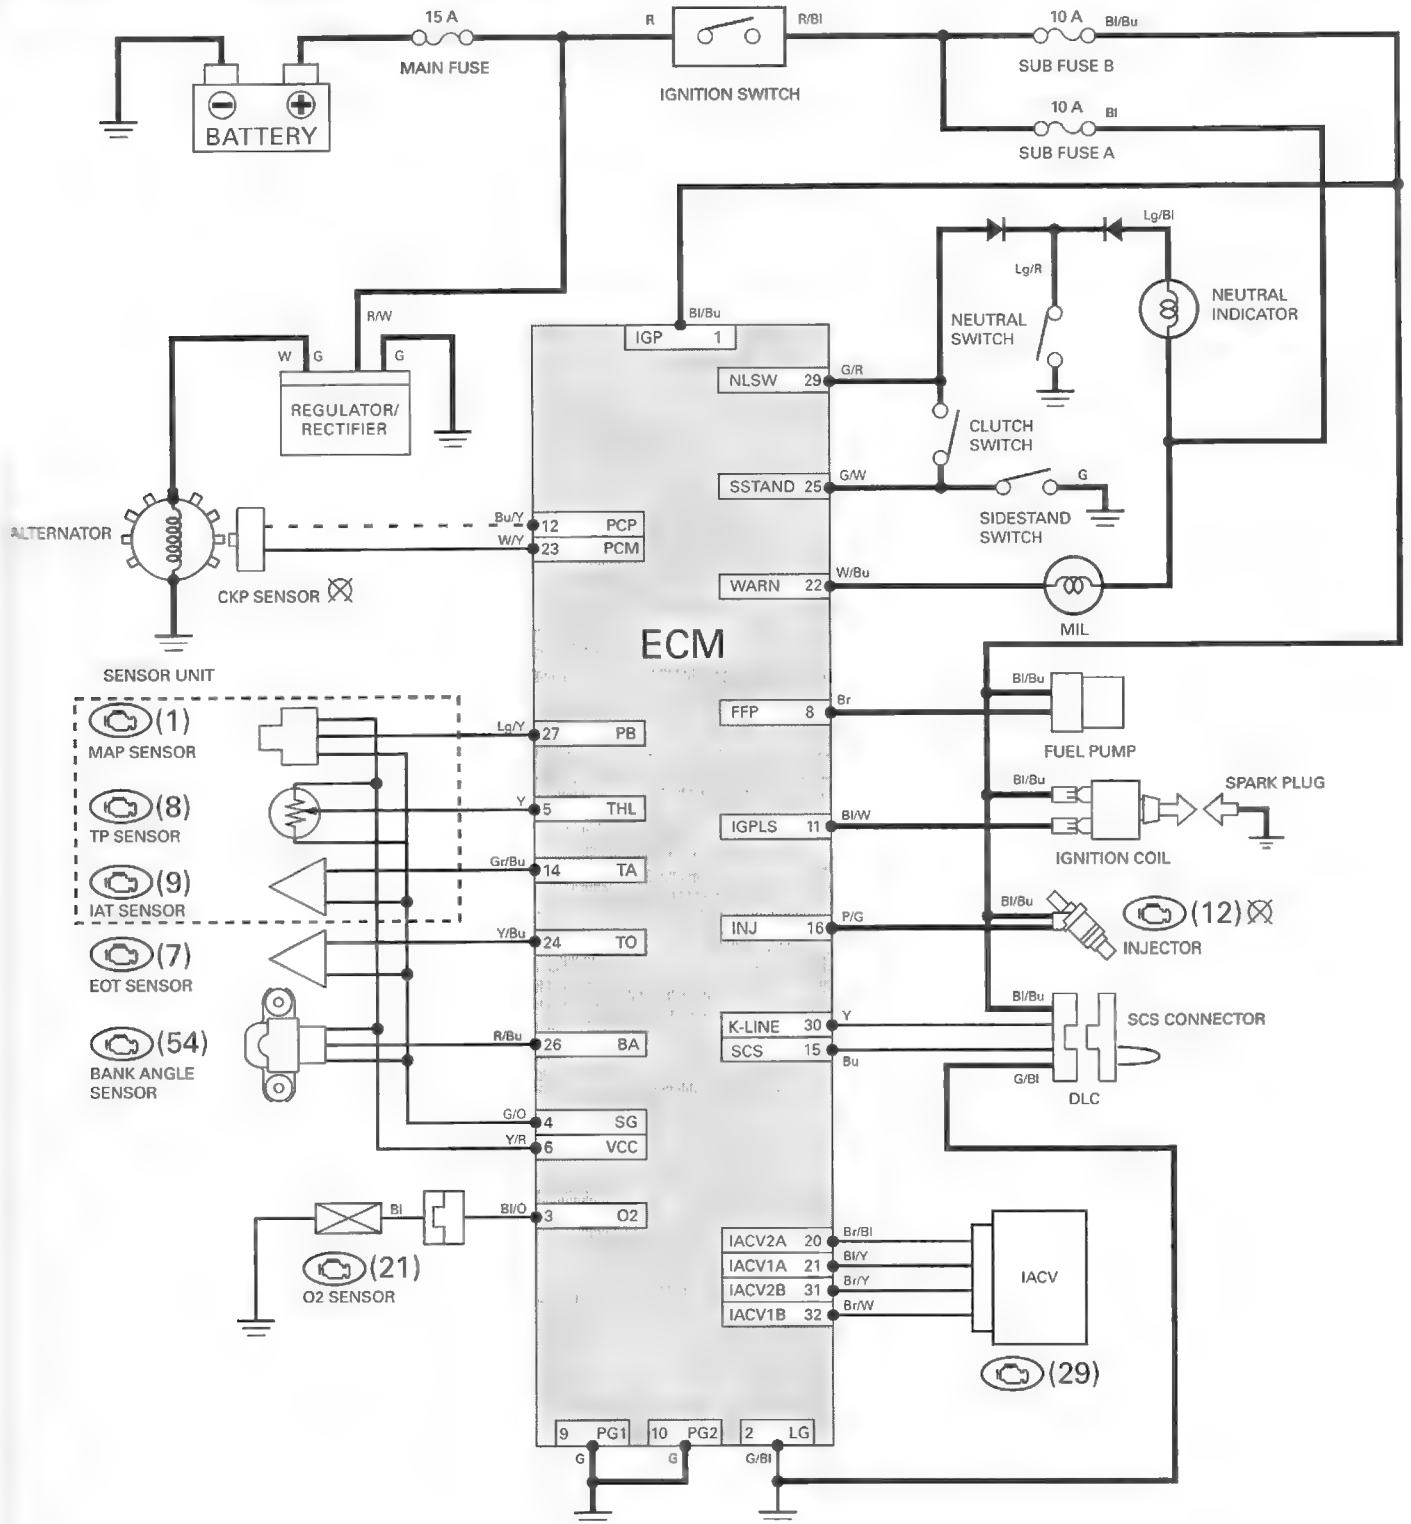 15 A
MAIN FUSE
R
R/Bl
IGNITION SWITCH
10 A
Bl/Bu
SUB FUSE B
10 A
Bl
SUB FUSE A
BATTERY
R/W
W
G
G
REGULATOR/
RECTIFIER
ALTERNATOR
CKP SENSOR
Bl/Bu
IGP 1
Lg/Bl
Lg/R
NEUTRAL
SWITCH
NEUTRAL
INDICATOR
NLSW 29
G/R
CLUTCH
SWITCH
SSTAND 25
G/W
G
SIDESTAND
SWITCH
Bu/Y
12 PCP
W/Y
23 PCM
WARN 22
W/Bu
MIL
ECM
SENSOR UNIT
(1)
MAP SENSOR
Lg/Y
27 PB
(8)
TP SENSOR
Y
5 THL
(9)
IAT SENSOR
Gr/Bu
14 TA
(7)
EOT SENSOR
Y/Bu
24 TO
(54)
BANK ANGLE
SENSOR
R/Bu
26 BA
G/O
4 SG
Y/R
6 VCC
Bl
Bl/O
3 O2
(21)
O2 SENSOR
FFP 8
Br
Bl/Bu
FUEL PUMP
IGPLS 11
Bl/W
Bl/Bu
SPARK PLUG
IGNITION COIL
INJ 16
P/G
Bl/Bu
(12)
INJECTOR
K-LINE 30
Y
SCS 15
Bu
Bl/Bu
G/Bl
SCS CONNECTOR
DLC
IACV2A 20
Br/Bl
IACV1A 21
Bl/Y
IACV2B 31
Br/Y
IACV1B 32
Br/W
IACV
(29)
9 PG1
10 PG2
2 LG
G
G
G/Bl